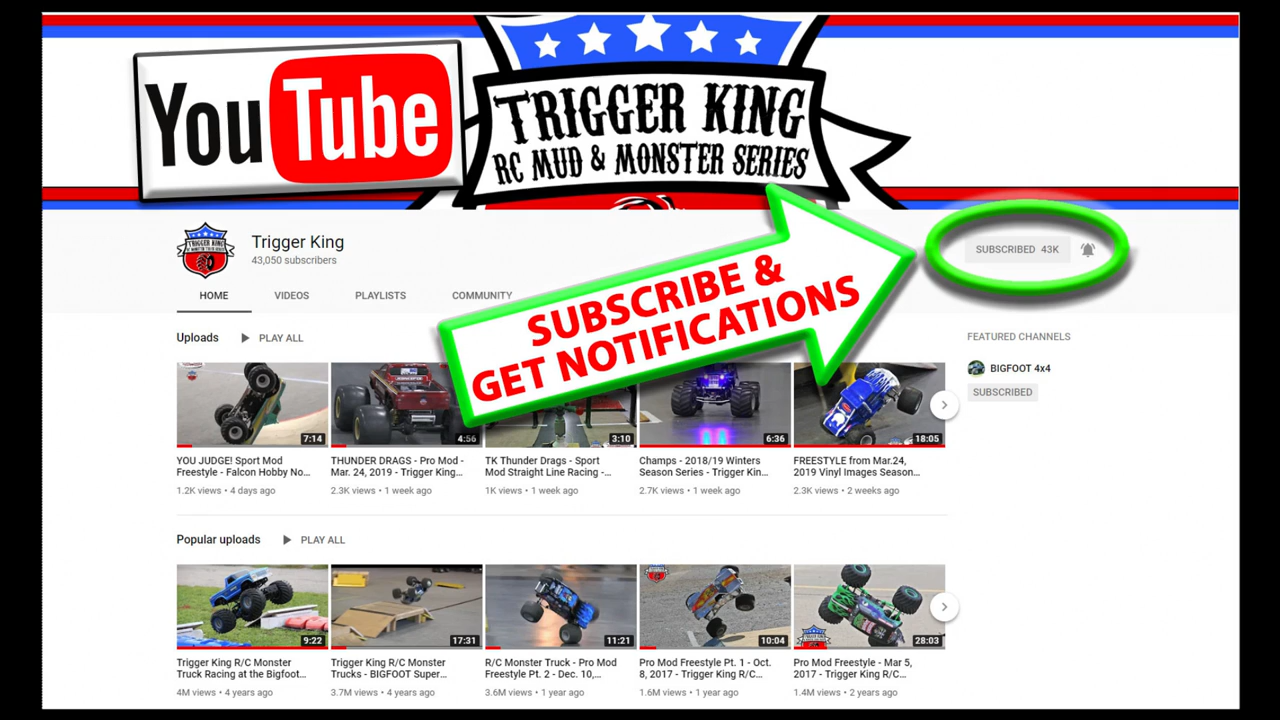 YouTube
TRIGGER KING
RC MUD & MONSTER SERIES
Trigger King
43,050 subscribers
SUBSCRIBED 43K
HOME VIDEOS PLAYLISTS COMMUNITY
SUBSCRIBE &
GET NOTIFICATIONS
Uploads PLAY ALL
FEATURED CHANNELS
BIGFOOT 4x4
SUBSCRIBED
7:14 4:56 3:10 6:36 18:05
YOU JUDGE! Sport Mod
Freestyle - Falcon Hobby No...
1.2K views • 4 days ago
THUNDER DRAGS - Pro Mod -
Mar. 24, 2019 - Trigger King...
2.3K views • 1 week ago
TK Thunder Drags - Sport
Mod Straight Line Racing -...
1K views • 1 week ago
Champs - 2018/19 Winters
Season Series - Trigger Kin...
2.7K views • 1 week ago
FREESTYLE from Mar.24,
2019 Vinyl Images Season...
2.3K views • 2 weeks ago
Popular uploads PLAY ALL
9:22 17:31 11:21 10:04 28:03
Trigger King R/C Monster
Truck Racing at the Bigfoot...
4M views • 4 years ago
Trigger King R/C Monster
Trucks - BIGFOOT Super...
3.7M views • 4 years ago
R/C Monster Truck - Pro Mod
Freestyle Pt. 2 - Dec. 10,...
3.6M views • 1 year ago
Pro Mod Freestyle Pt. 1 - Oct.
8, 2017 - Trigger King R/C...
1.6M views • 1 year ago
Pro Mod Freestyle - Mar 5,
2017 - Trigger King R/C...
1.4M views • 2 years ago